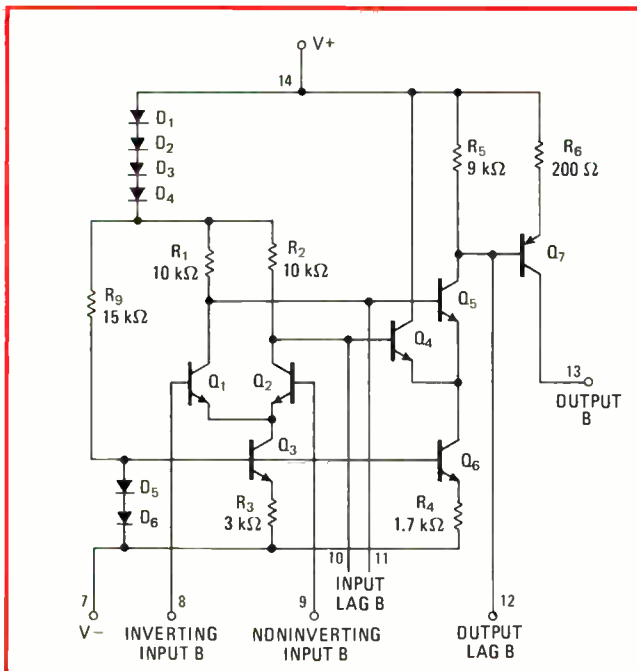 V+
14
D₁
D₂
D₃
D₄
R₁
10 kΩ
R₂
10 kΩ
R₅
9 kΩ
R₆
200 Ω
R₉
15 kΩ
Q₇
Q₅
Q₄
Q₁
Q₂
13
OUTPUT
B
Q₃
Q₆
D₅
D₆
R₃
3 kΩ
R₄
1.7 kΩ
10
11
INPUT
LAG B
7
V−
8
INVERTING
INPUT B
9
NONINVERTING
INPUT B
12
OUTPUT
LAG B